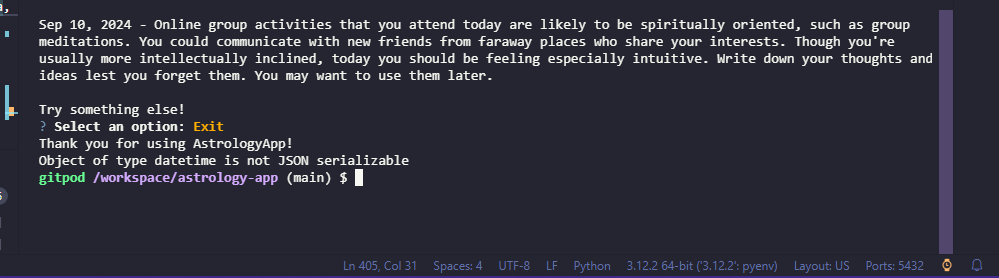 Sep 10, 2024 - Online group activities that you attend today are likely to be spiritually oriented, such as group
meditations. You could communicate with new friends from faraway places who share your interests. Though you're
usually more intellectually inclined, today you should be feeling especially intuitive. Write down your thoughts and
ideas lest you forget them. You may want to use them later.
Try something else!
? Select an option: Exit
Thank you for using AstrologyApp!
Object of type datetime is not JSON serializable
gitpod /workspace/astrology-app (main) $
Ln 405, Col 31 Spaces: 4 UTF-8 LF Python 3.12.2 64-bit ('3.12.2': pyenv) Layout: US Ports: 5432